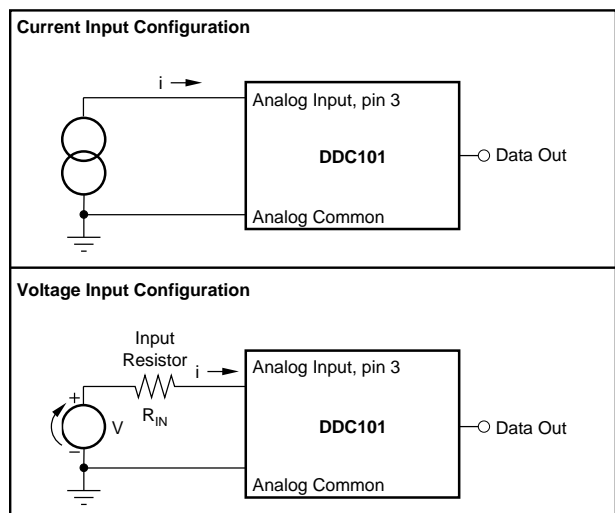 Current Input Configuration
i
Analog Input, pin 3
DDC101
Data Out
Analog Common
Voltage Input Configuration
Input
Resistor
i
Analog Input, pin 3
+
V
–
R_IN
DDC101
Data Out
Analog Common